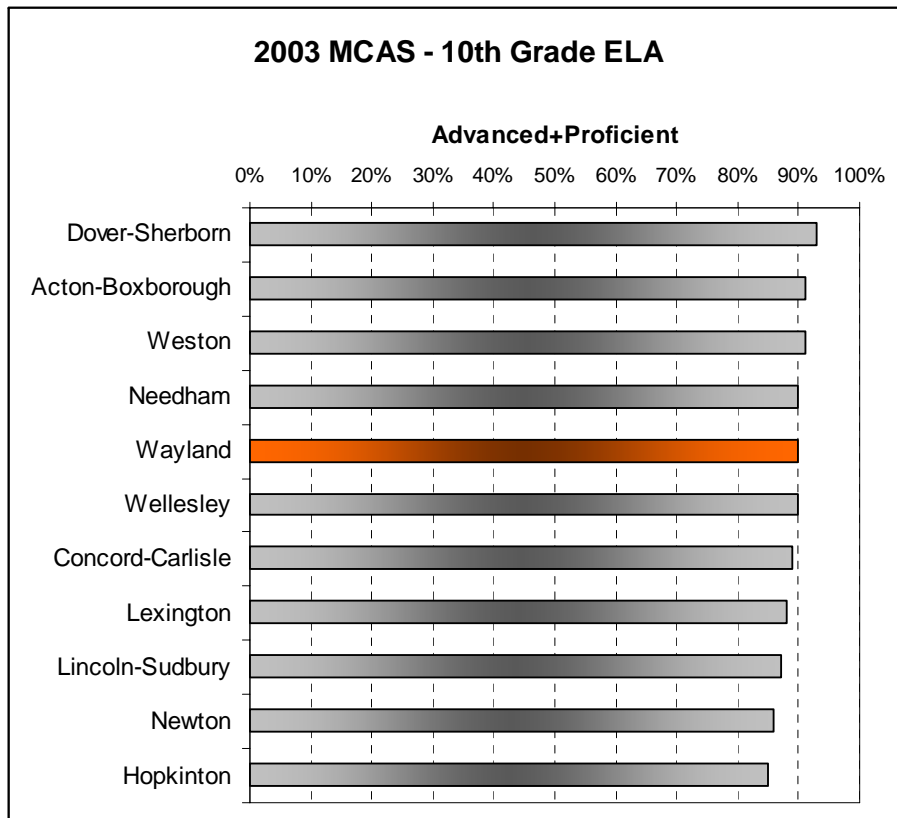 2003 MCAS - 10th Grade ELA
Advanced+Proficient
0% 10% 20% 30% 40% 50% 60% 70% 80% 90% 100%
Dover-Sherborn
Acton-Boxborough
Weston
Needham
Wayland
Wellesley
Concord-Carlisle
Lexington
Lincoln-Sudbury
Newton
Hopkinton